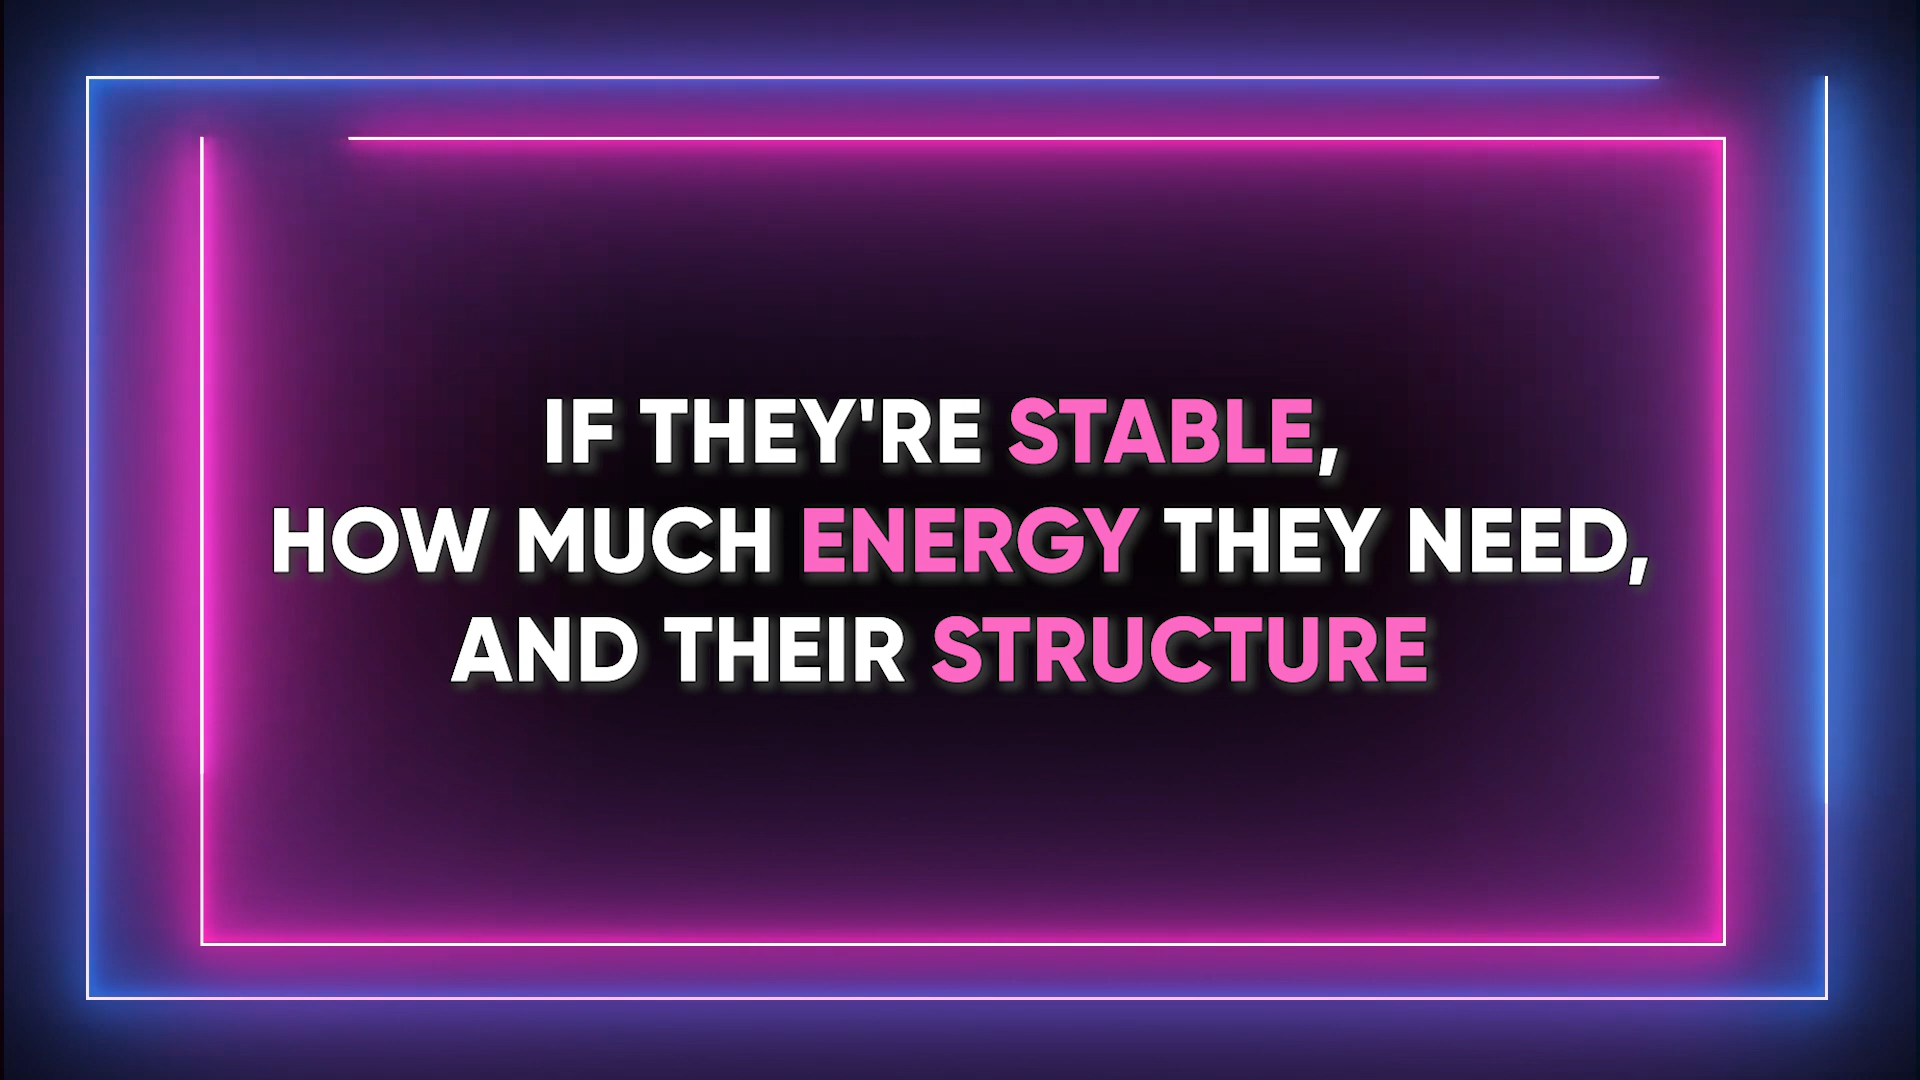 IF THEY'RE STABLE,
HOW MUCH ENERGY THEY NEED,
AND THEIR STRUCTURE